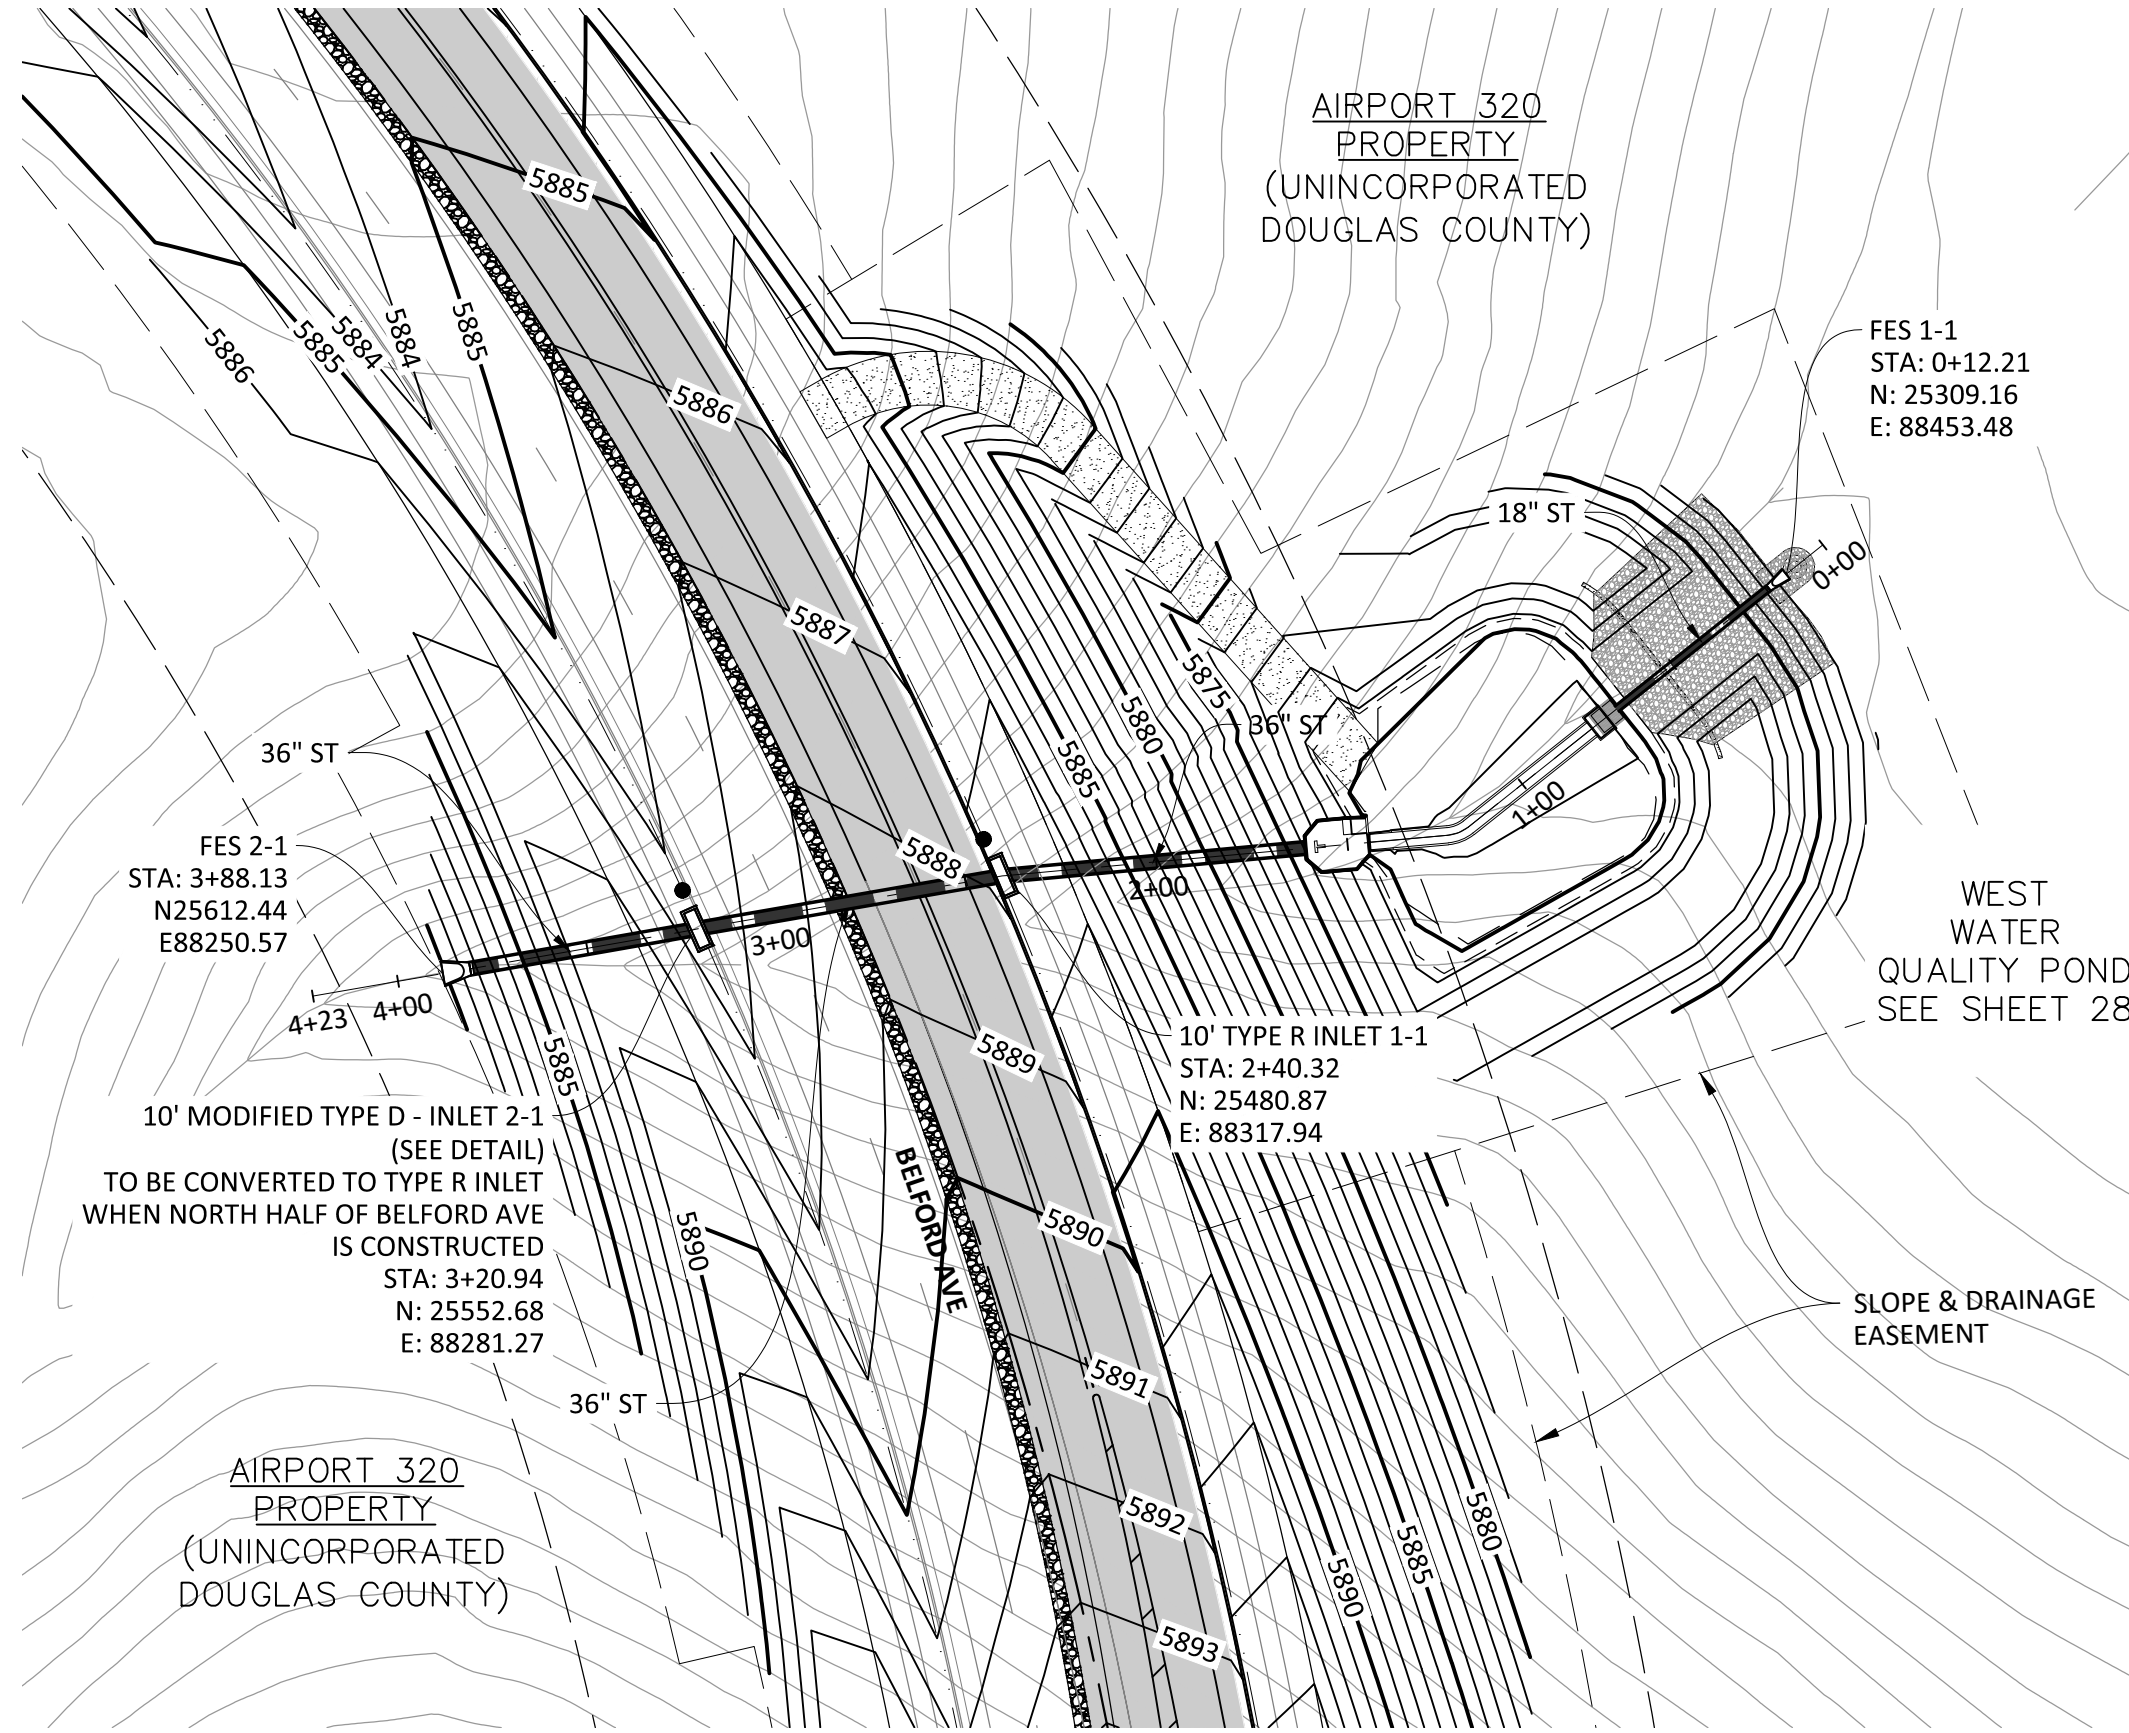 AIRPORT 320
PROPERTY
(UNINCORPORATED
DOUGLAS COUNTY)
5885
5886
5885
5884
5884
5885
5886
5887
5888
5889
5890
5891
5892
5893
FES 1-1
STA: 0+12.21
N: 25309.16
E: 88453.48
18" ST
0+00
5875
5880
5885
36" ST
1+00
2+00
3+00
4+00
4+23
36" ST
FES 2-1
STA: 3+88.13
N25612.44
E88250.57
WEST
WATER
QUALITY POND
SEE SHEET 28
10' TYPE R INLET 1-1
STA: 2+40.32
N: 25480.87
E: 88317.94
5885
10' MODIFIED TYPE D - INLET 2-1
(SEE DETAIL)
TO BE CONVERTED TO TYPE R INLET
WHEN NORTH HALF OF BELFORD AVE
IS CONSTRUCTED
STA: 3+20.94
N: 25552.68
E: 88281.27
5890
BELFORD AVE
SLOPE & DRAINAGE
EASEMENT
36" ST
AIRPORT 320
PROPERTY
(UNINCORPORATED
DOUGLAS COUNTY)
5890
5885
5880